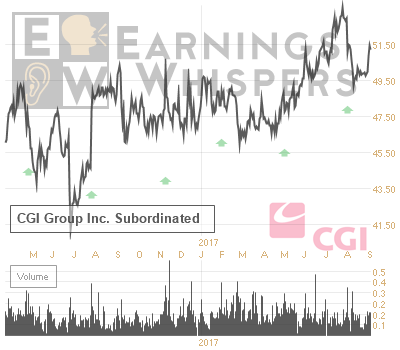 E EARNINGS
W WHISPERS
51.50
49.50
47.50
45.50
43.50
41.50
CGI Group Inc. Subordinated
CGI
2017
M J J A S O N D J F M A M J J A S
Volume
0.5
0.4
0.2
0.2
0.1
2017